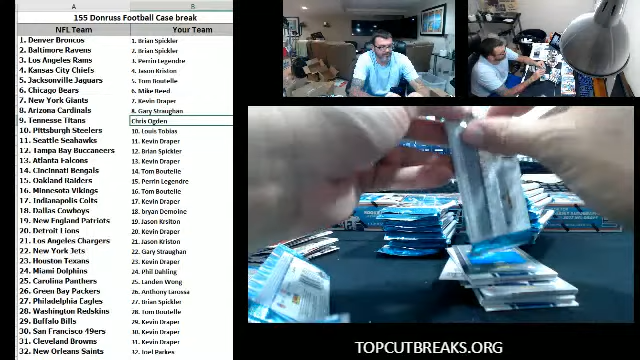 A B
155 Donruss Football Case break
NFL Team Your Team
1. Denver Broncos 1. Brian Spickler
2. Baltimore Ravens 2. Brian Spickler
3. Los Angeles Rams 3. Perrin Legendre
4. Kansas City Chiefs 4. Jason Kriston
5. Jacksonville Jaguars 5. Tom Boutelle
6. Chicago Bears 6. Mike Reed
7. New York Giants 7. Kevin Draper
8. Arizona Cardinals 8. Gary Straughan
9. Tennesse Titans Chris Ogden
10. Pittsburgh Steelers 10. Louis Tobias
11. Seattle Seahawks 11. Kevin Draper
12. Tampa Bay Buccaneers 12. Brian Spickler
13. Atlanta Falcons 13. Kevin Draper
14. Cincinnati Bengals 14. Tom Boutelle
15. Oakland Raiders 15. Perrin Legendre
16. Minnesota Vikings 16. Tom Boutelle
17. Indianapolis Colts 17. Kevin Draper
18. Dallas Cowboys 18. bryan Demoine
19. New England Patriots 19. Jason Kristion
20. Detroit Lions 20. Kevin Draper
21. Los Angeles Chargers 21. Jason Kriston
22. New York Jets 22. Gary Straughan
23. Houston Texans 23. Kevin Draper
24. Miami Dolphins 24. Phil Dahling
25. Carolina Panthers 25. Landen Wong
26. Green Bay Packers 26. Anthony Larossa
27. Philadelphia Eagles 27. Brian Spickler
28. Washington Redskins 28. Tom Boutelle
29. Buffalo Bills 29. Kevin Draper
30. San Francisco 49ers 30. Kevin Draper
31. Cleveland Browns 31. Kevin Draper
32. New Orleans Saints 32. Joel Parkes
TOPCUTBREAKS.ORG